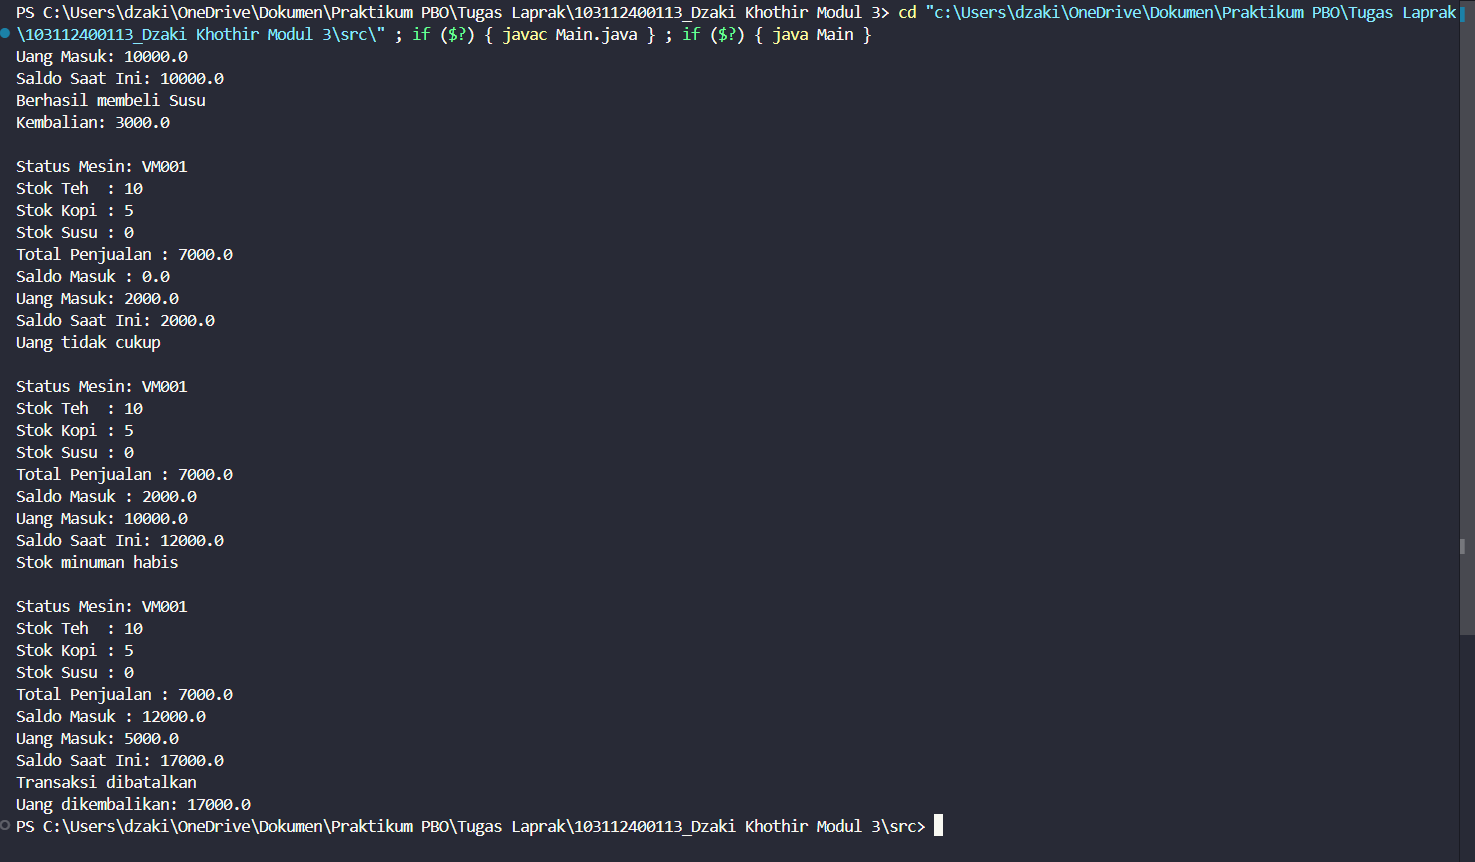 PS C:\Users\dzaki\OneDrive\Dokumen\Praktikum PBO\Tugas Laprak\103112400113_Dzaki Khothir Modul 3> cd "c:\Users\dzaki\OneDrive\Dokumen\Praktikum PBO\Tugas Laprak
\103112400113_Dzaki Khothir Modul 3\src\" ; if ($?) { javac Main.java } ; if ($?) { java Main }
Uang Masuk: 10000.0
Saldo Saat Ini: 10000.0
Berhasil membeli Susu
Kembalian: 3000.0

Status Mesin: VM001
Stok Teh  : 10
Stok Kopi : 5
Stok Susu : 0
Total Penjualan : 7000.0
Saldo Masuk : 0.0
Uang Masuk: 2000.0
Saldo Saat Ini: 2000.0
Uang tidak cukup

Status Mesin: VM001
Stok Teh  : 10
Stok Kopi : 5
Stok Susu : 0
Total Penjualan : 7000.0
Saldo Masuk : 2000.0
Uang Masuk: 10000.0
Saldo Saat Ini: 12000.0
Stok minuman habis

Status Mesin: VM001
Stok Teh  : 10
Stok Kopi : 5
Stok Susu : 0
Total Penjualan : 7000.0
Saldo Masuk : 12000.0
Uang Masuk: 5000.0
Saldo Saat Ini: 17000.0
Transaksi dibatalkan
Uang dikembalikan: 17000.0
PS C:\Users\dzaki\OneDrive\Dokumen\Praktikum PBO\Tugas Laprak\103112400113_Dzaki Khothir Modul 3\src>